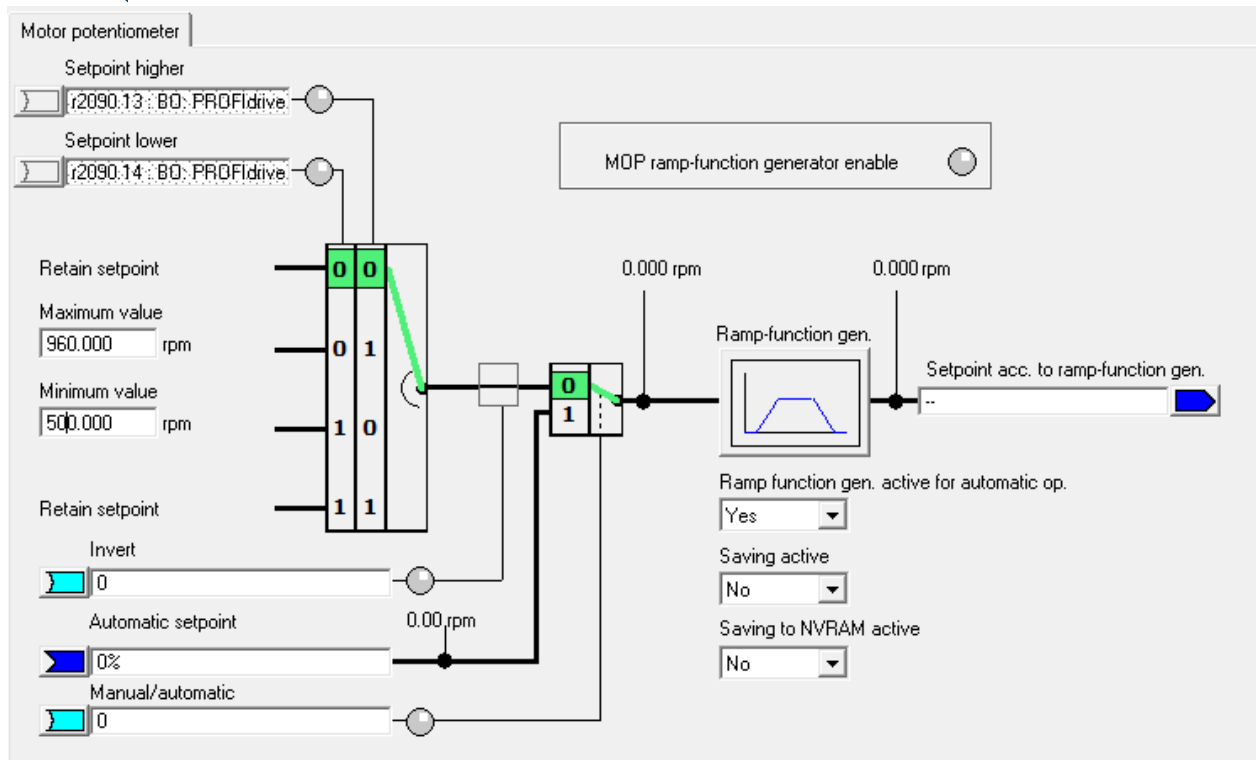 Motor potentiometer
Setpoint higher
r2090.13 : BO: PROFIdrive
Setpoint lower
r2090.14 : BO: PROFIdrive
MOP ramp-function generator enable
Retain setpoint
0 0
0.000 rpm
0.000 rpm
Maximum value
960.000 rpm
0 1
Ramp-function gen.
Minimum value
500.000 rpm
1 0
0
1
Setpoint acc. to ramp-function gen.
--
Ramp function gen. active for automatic op.
Yes
Retain setpoint
1 1
Invert
0
Saving active
No
Automatic setpoint
0.00 rpm
0%
Saving to NVRAM active
No
Manual/automatic
0